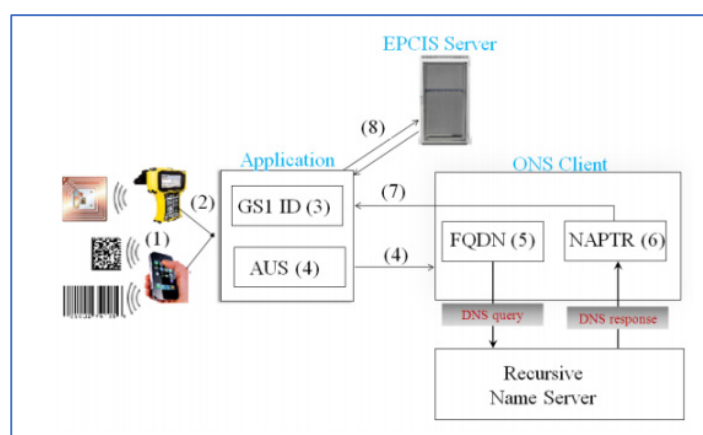 EPCIS Server
(8)
Application
ONS Client
(2)
(7)
GS1 ID (3)
(1)
FQDN (5)
NAPTR (6)
AUS (4)
(4)
DNS query
DNS response
Recursive
Name Server